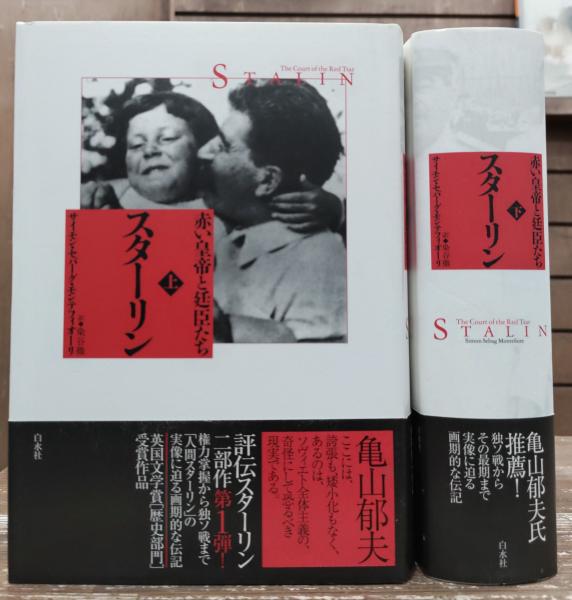 The Court of the Red Tsar
STALIN
赤い皇帝と廷臣たち
スターリン
上
サイモン・セバーグ・モンテフィオーリ
訳◆染谷徹
白水社
亀山郁夫
ここには、
誇張も、矮小化もなく、
あるのは、
ソヴィエト全体主義の、
奇怪にして恐るべき
現実である。
評伝スターリン
二部作第1弾!
権力掌握から独ソ戦まで
「人間スターリン」の
実像に迫る画期的な伝記
英国文学賞[歴史部門]
受賞作品
赤い皇帝と廷臣たち
スターリン
下
サイモン・セバーグ・モンテフィオーリ
訳◆染谷徹
The Court of the Red Tsar
STALIN
Simon Sebag Montefiore
亀山郁夫氏
推薦!
独ソ戦から
その最期まで
実像に迫る
画期的な伝記
白水社